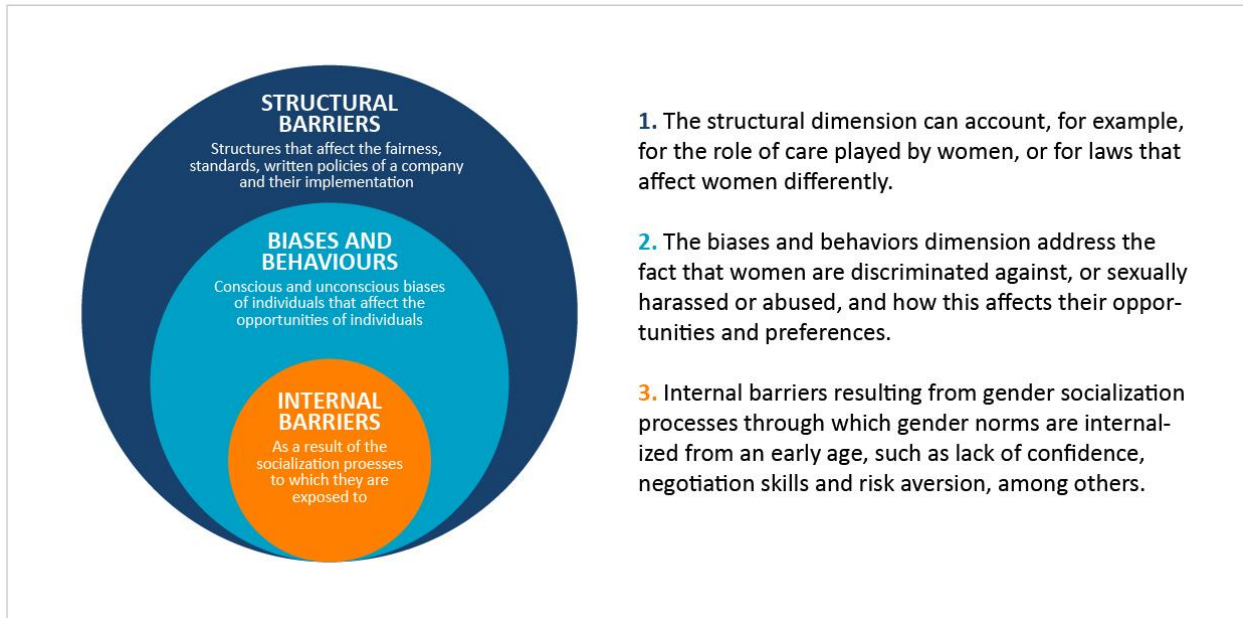 STRUCTURAL
BARRIERS
Structures that affect the fairness,
standards, written policies of a company
and their implementation
BIASES AND
BEHAVIOURS
Conscious and unconscious biases
of individuals that affect the
opportunities of individuals
INTERNAL
BARRIERS
As a result of the
socialization proesses
to which they are
exposed to
1. The structural dimension can account, for example,
for the role of care played by women, or for laws that
affect women differently.
2. The biases and behaviors dimension address the
fact that women are discriminated against, or sexually
harassed or abused, and how this affects their oppor-
tunities and preferences.
3. Internal barriers resulting from gender socialization
processes through which gender norms are internal-
ized from an early age, such as lack of confidence,
negotiation skills and risk aversion, among others.